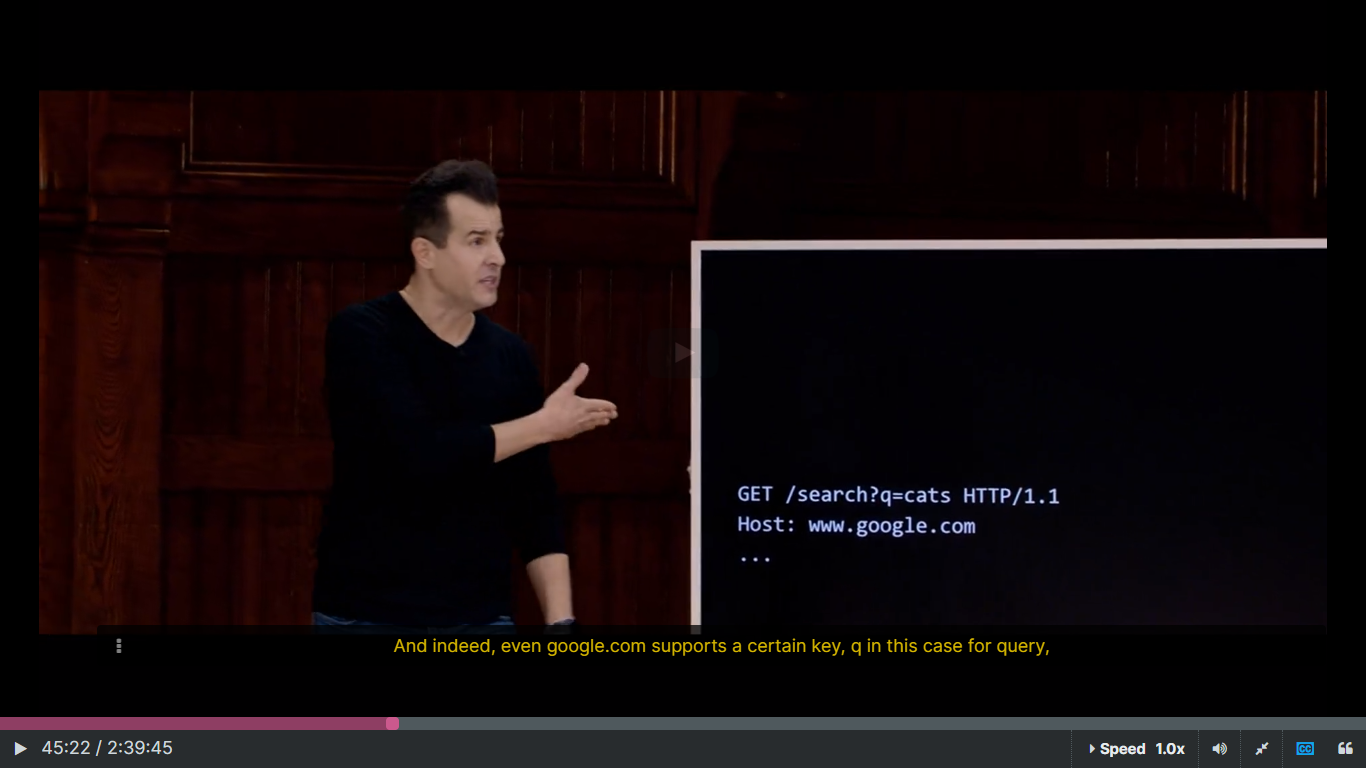 GET /search?q=cats HTTP/1.1
Host: www.google.com
...
And indeed, even google.com supports a certain key, q in this case for query,
45:22 / 2:39:45
Speed 1.0x
CC